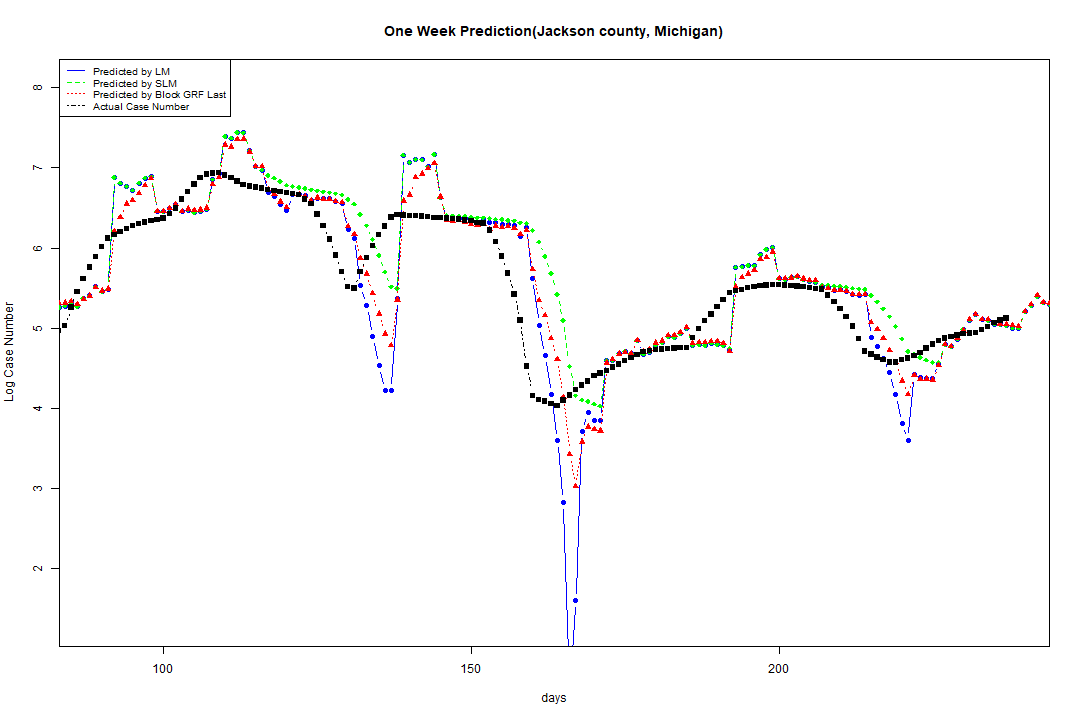 One Week Prediction(Jackson county, Michigan)
Predicted by LM
Predicted by SLM
Predicted by Block GRF Last
Actual Case Number
8
7
6
5
4
3
2
Log Case Number
100 150 200
days